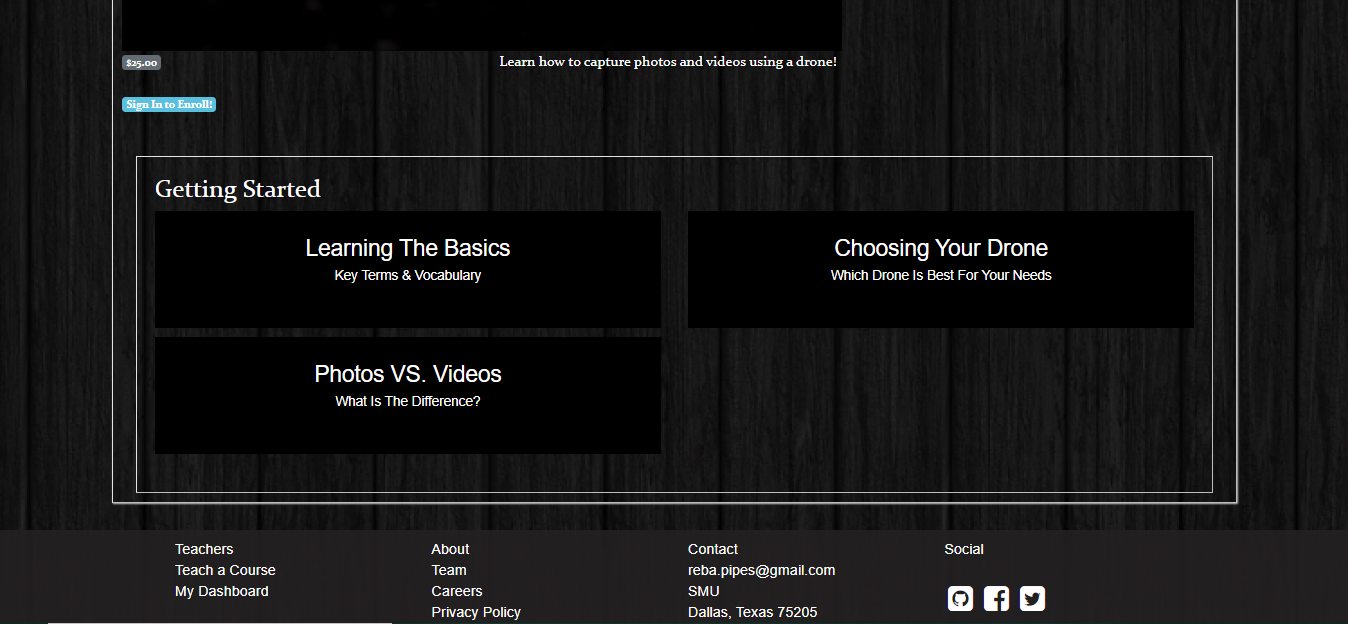 $25.00
Learn how to capture photos and videos using a drone!
Sign In to Enroll!
Getting Started
Learning The Basics
Key Terms & Vocabulary
Choosing Your Drone
Which Drone Is Best For Your Needs
Photos VS. Videos
What Is The Difference?
Teachers
Teach a Course
My Dashboard
About
Team
Careers
Privacy Policy
Contact
reba.pipes@gmail.com
SMU
Dallas, Texas 75205
Social